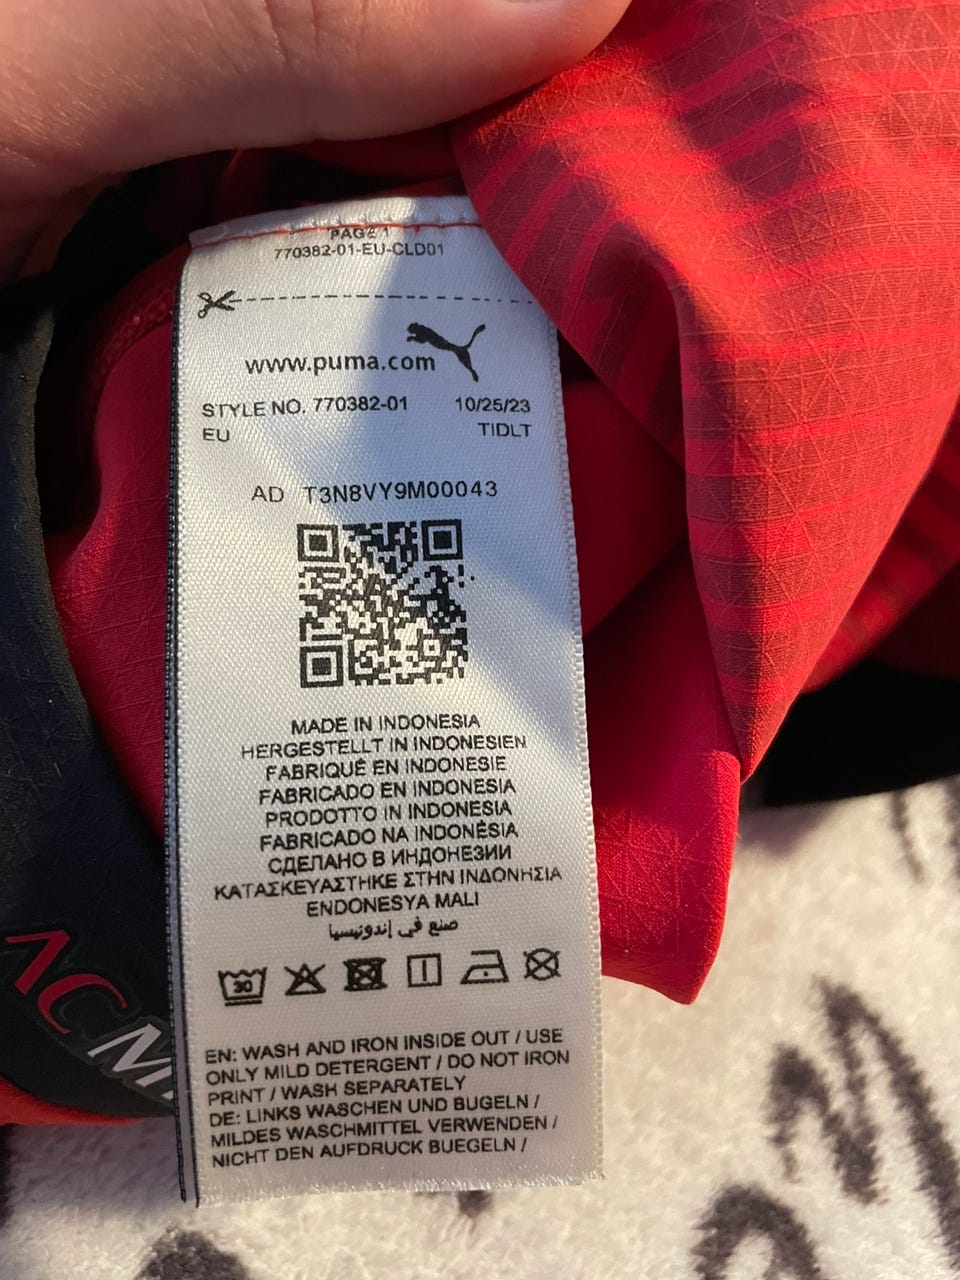 PAGE 1
770382-01-EU-CLD01
www.puma.com
STYLE NO. 770382-01 10/25/23
EU TIDLT
AD T3N8VY9M00043
MADE IN INDONESIA
HERGESTELLT IN INDONESIEN
FABRIQUÉ EN INDONESIE
FABRICADO EN INDONESIA
PRODOTTO IN INDONESIA
FABRICADO NA INDONÉSIA
СДЕЛАНО В ИНДОНЕЗИИ
ΚΑΤΑΣΚΕΥΑΣΤΗΚΕ ΣΤΗΝ ΙΝΔΟΝΗΣΙΑ
ENDONESYA MALI
صنع في إندونيسيا
30
EN: WASH AND IRON INSIDE OUT / USE
ONLY MILD DETERGENT / DO NOT IRON
PRINT / WASH SEPARATELY
DE: LINKS WASCHEN UND BUGELN /
MILDES WASCHMITTEL VERWENDEN /
NICHT DEN AUFDRUCK BUEGELN /
AC M